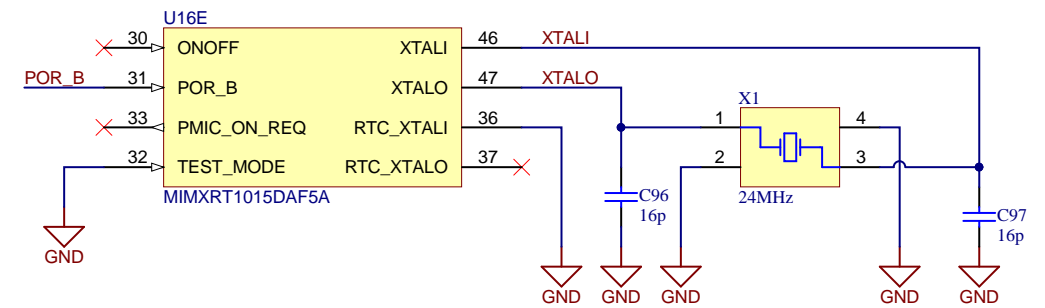 U16E
30 ONOFF XTALI 46 XTALI
POR_B 31 POR_B XTALO 47 XTALO
33 PMIC_ON_REQ RTC_XTALI 36
32 TEST_MODE RTC_XTALO 37
MIMXRT1015DAF5A
X1
1 4
2 3
24MHz
C96
16p
C97
16p
GND
GND GND GND GND GND